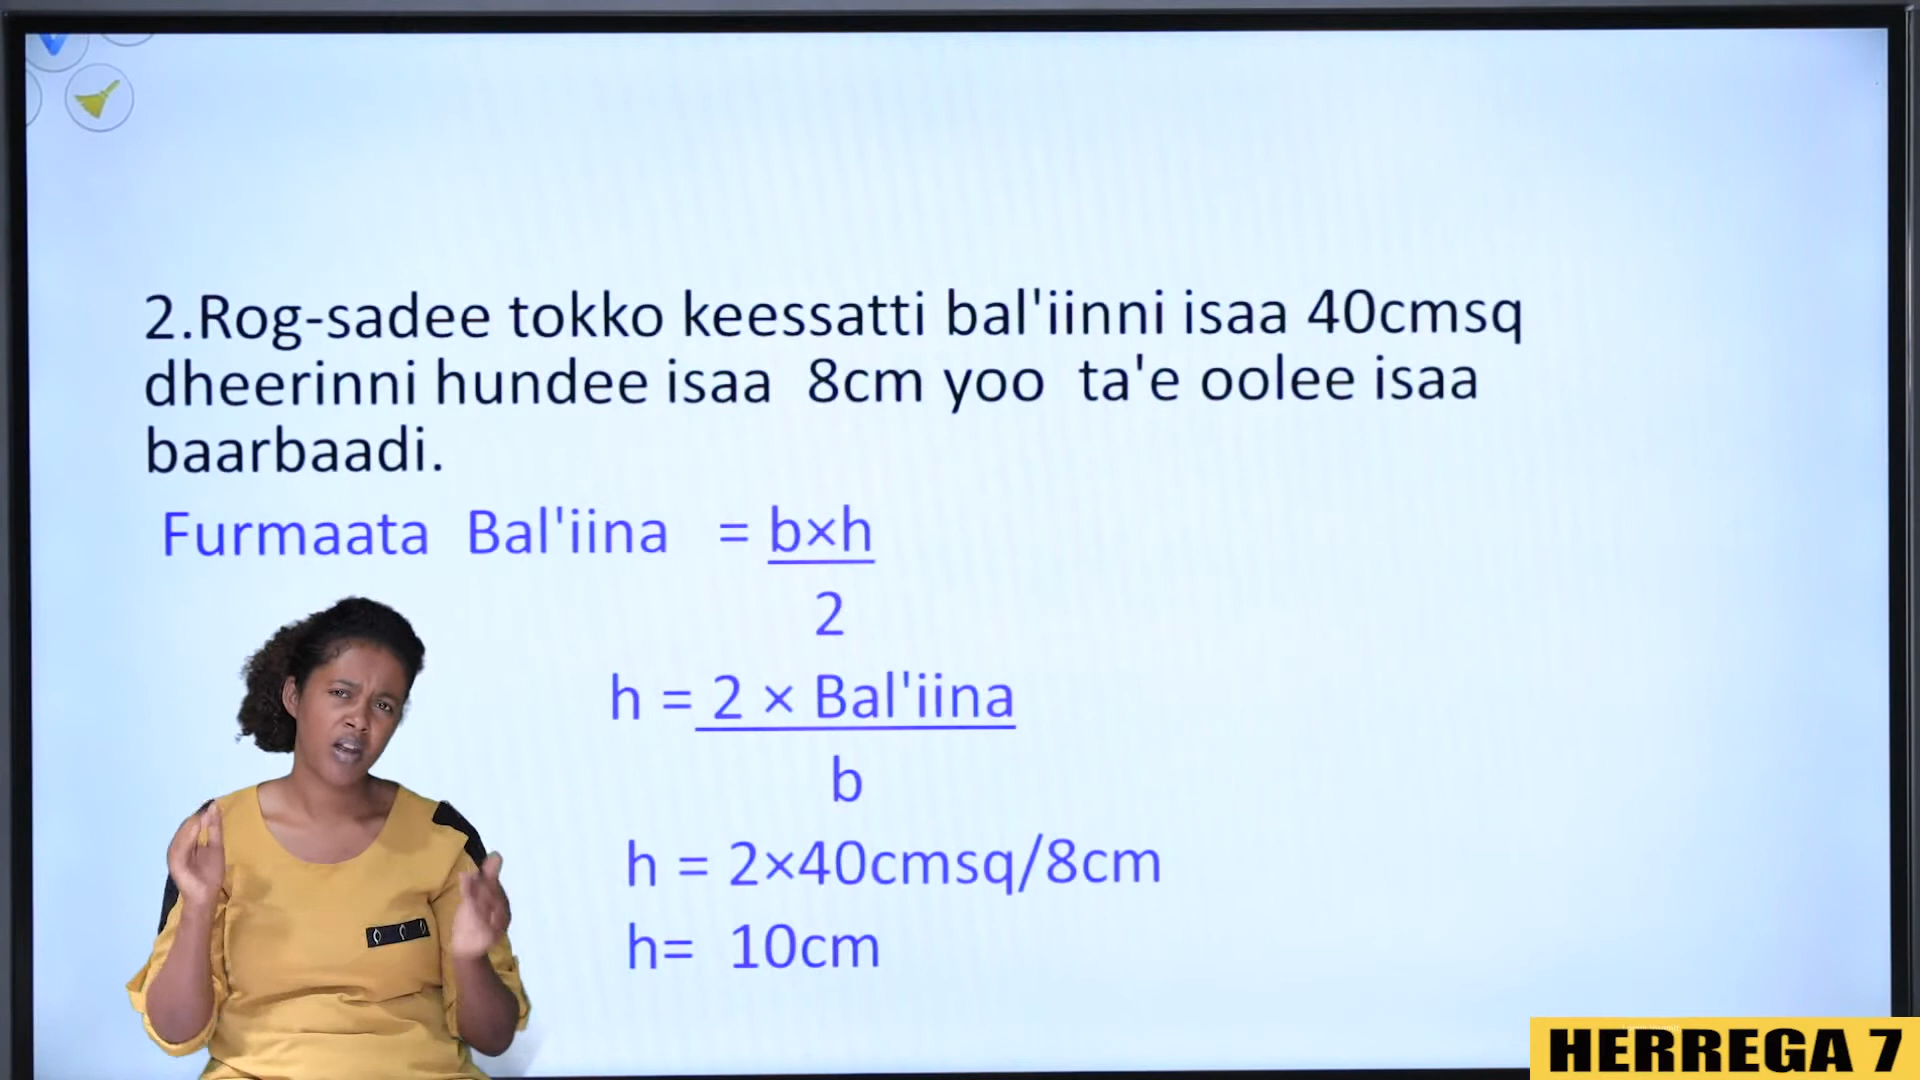 2.Rog-sadee tokko keessatti bal'iinni isaa 40cmsq
dheerinni hundee isaa 8cm yoo ta'e oolee isaa
baarbaadi.
Furmaata Bal'iina = b×h
2
h = 2 × Bal'iina
b
h = 2×40cmsq/8cm
h= 10cm
HERREGA 7